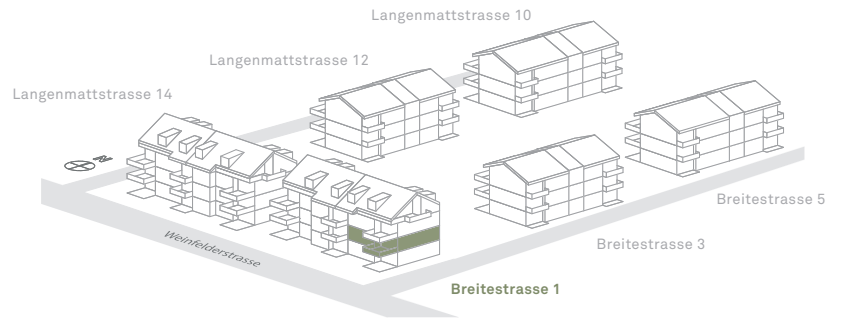 Langenmattstrasse 10
Langenmattstrasse 12
Langenmattstrasse 14
N
Breitestrasse 5
Weinfelderstrasse
Breitestrasse 3
Breitestrasse 1